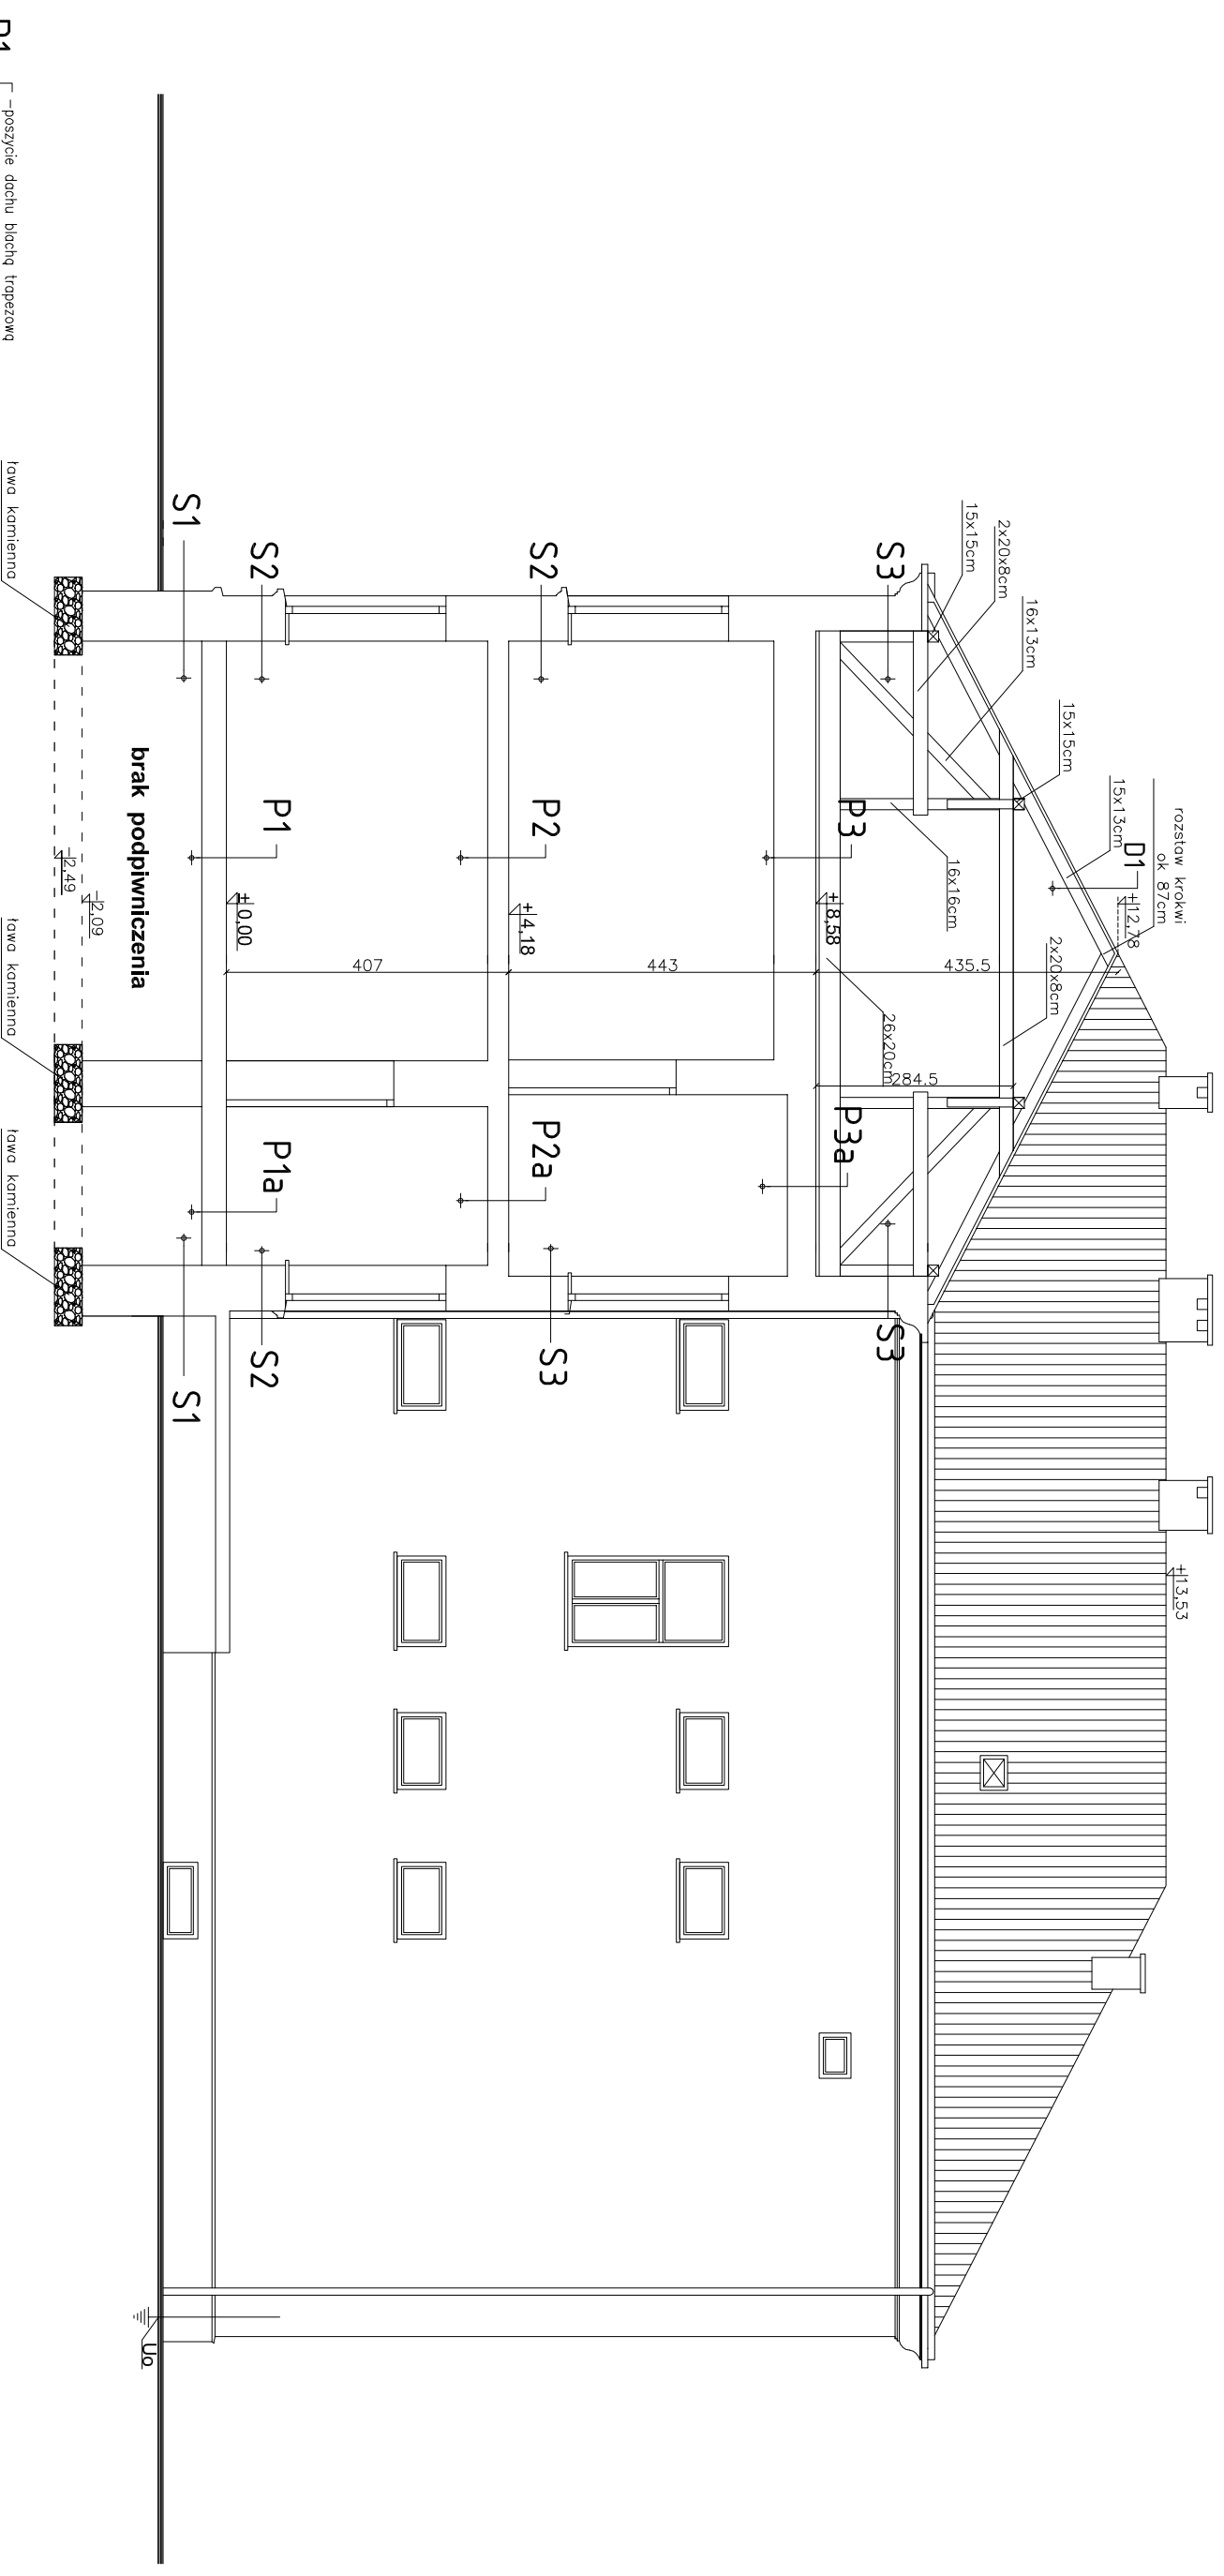 rozstaw krokwi
ok 87cm
+12,78
+13,53
D1
15x13cm
15x15cm
2x20x8cm
16x13cm
2x20x8cm
15x15cm
16x16cm
435.5
284.5
26x20cm
S3
P3
+8,58
P3a
S3
S2
P2
+4,18
443
P2a
S3
S2
P1
+0,00
407
P1a
S2
S1
S1
brak podpiwniczenia
Uo
-2,09
-2,49
ława kamienna
ława kamienna
ława kamienna
D1
-poszycie dachu blachą trapezową